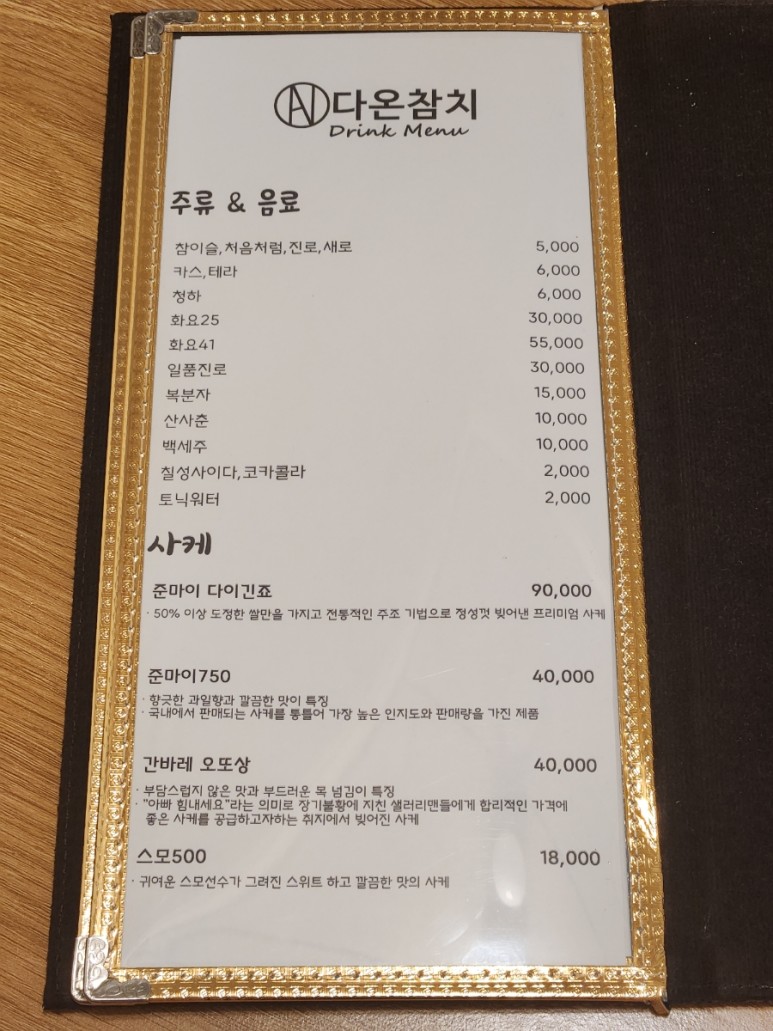 다온참치
Drink Menu
주류 & 음료
참이슬,처음처럼,진로,새로 5,000
카스,테라 6,000
청하 6,000
화요25 30,000
화요41 55,000
일품진로 30,000
복분자 15,000
산사춘 10,000
백세주 10,000
칠성사이다,코카콜라 2,000
토닉워터 2,000
사케
준마이 다이긴죠 90,000
· 50% 이상 도정한 쌀만을 가지고 전통적인 주조 기법으로 정성껏 빚어낸 프리미엄 사케
준마이750 40,000
· 향긋한 과일향과 깔끔한 맛이 특징
· 국내에서 판매되는 사케를 통틀어 가장 높은 인지도와 판매량을 가진 제품
간바레 오또상 40,000
· 부담스럽지 않은 맛과 부드러운 목 넘김이 특징
· "아빠 힘내세요"라는 의미로 장기불황에 지친 샐러리맨들에게 합리적인 가격에
좋은 사케를 공급하고자하는 취지에서 빚어진 사케
스모500 18,000
· 귀여운 스모선수가 그려진 스위트 하고 깔끔한 맛의 사케